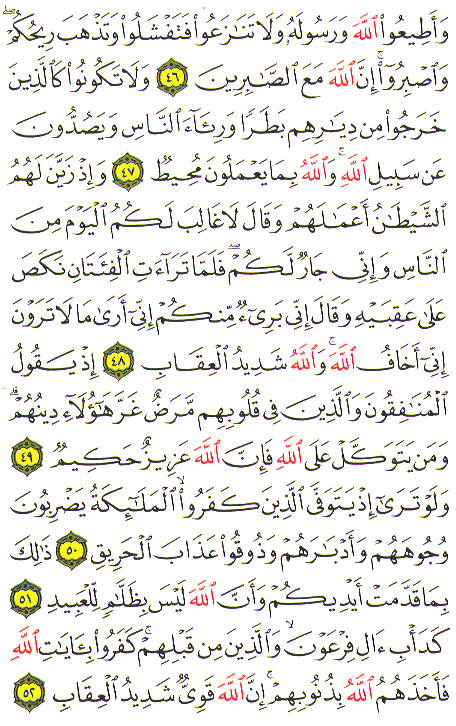 وَأَطِيعُوا۟ ٱللَّهَ وَرَسُولَهُۥ وَلَا تَنَـٰزَعُوا۟ فَتَفْشَلُوا۟ وَتَذْهَبَ رِيحُكُمْ ۖ
وَٱصْبِرُوٓا۟ ۚ إِنَّ ٱللَّهَ مَعَ ٱلصَّـٰبِرِينَ ٤٦ وَلَا تَكُونُوا۟ كَٱلَّذِينَ
خَرَجُوا۟ مِن دِيَـٰرِهِم بَطَرًا وَرِئَآءَ ٱلنَّاسِ وَيَصُدُّونَ
عَن سَبِيلِ ٱللَّهِ ۚ وَٱللَّهُ بِمَا يَعْمَلُونَ مُحِيطٌ ٤٧ وَإِذْ زَيَّنَ لَهُمُ
ٱلشَّيْطَـٰنُ أَعْمَـٰلَهُمْ وَقَالَ لَا غَالِبَ لَكُمُ ٱلْيَوْمَ مِنَ
ٱلنَّاسِ وَإِنِّى جَارٌ لَّكُمْ ۖ فَلَمَّا تَرَآءَتِ ٱلْفِئَتَانِ نَكَصَ
عَلَىٰ عَقِبَيْهِ وَقَالَ إِنِّى بَرِىٓءٌ مِّنكُمْ إِنِّىٓ أَرَىٰ مَا لَا تَرَوْنَ
إِنِّىٓ أَخَافُ ٱللَّهَ ۚ وَٱللَّهُ شَدِيدُ ٱلْعِقَابِ ٤٨ إِذْ يَقُولُ
ٱلْمُنَـٰفِقُونَ وَٱلَّذِينَ فِى قُلُوبِهِم مَّرَضٌ غَرَّ هَـٰٓؤُلَآءِ دِينُهُمْ ۗ
وَمَن يَتَوَكَّلْ عَلَى ٱللَّهِ فَإِنَّ ٱللَّهَ عَزِيزٌ حَكِيمٌ ٤٩
وَلَوْ تَرَىٰٓ إِذْ يَتَوَفَّى ٱلَّذِينَ كَفَرُوا۟ ۙ ٱلْمَلَـٰٓئِكَةُ يَضْرِبُونَ
وُجُوهَهُمْ وَأَدْبَـٰرَهُمْ وَذُوقُوا۟ عَذَابَ ٱلْحَرِيقِ ٥٠ ذَٰلِكَ
بِمَا قَدَّمَتْ أَيْدِيكُمْ وَأَنَّ ٱللَّهَ لَيْسَ بِظَلَّـٰمٍ لِّلْعَبِيدِ ٥١
كَدَأْبِ ءَالِ فِرْعَوْنَ ۙ وَٱلَّذِينَ مِن قَبْلِهِمْ ۚ كَفَرُوا۟ بِـَٔايَـٰتِ ٱللَّهِ
فَأَخَذَهُمُ ٱللَّهُ بِذُنُوبِهِمْ ۗ إِنَّ ٱللَّهَ قَوِىٌّ شَدِيدُ ٱلْعِقَابِ ٥٢